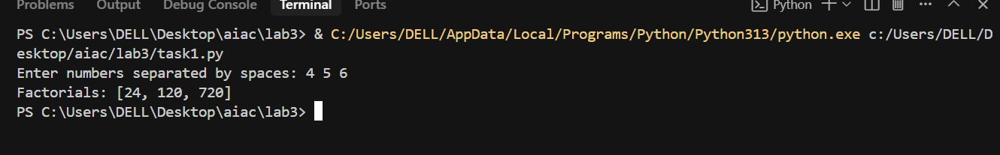 Problems Output Debug Console Terminal Ports Python
PS C:\Users\DELL\Desktop\aiac\lab3> & C:/Users/DELL/AppData/Local/Programs/Python/Python313/python.exe c:/Users/DELL/D
esktop/aiac/lab3/task1.py
Enter numbers separated by spaces: 4 5 6
Factorials: [24, 120, 720]
PS C:\Users\DELL\Desktop\aiac\lab3>